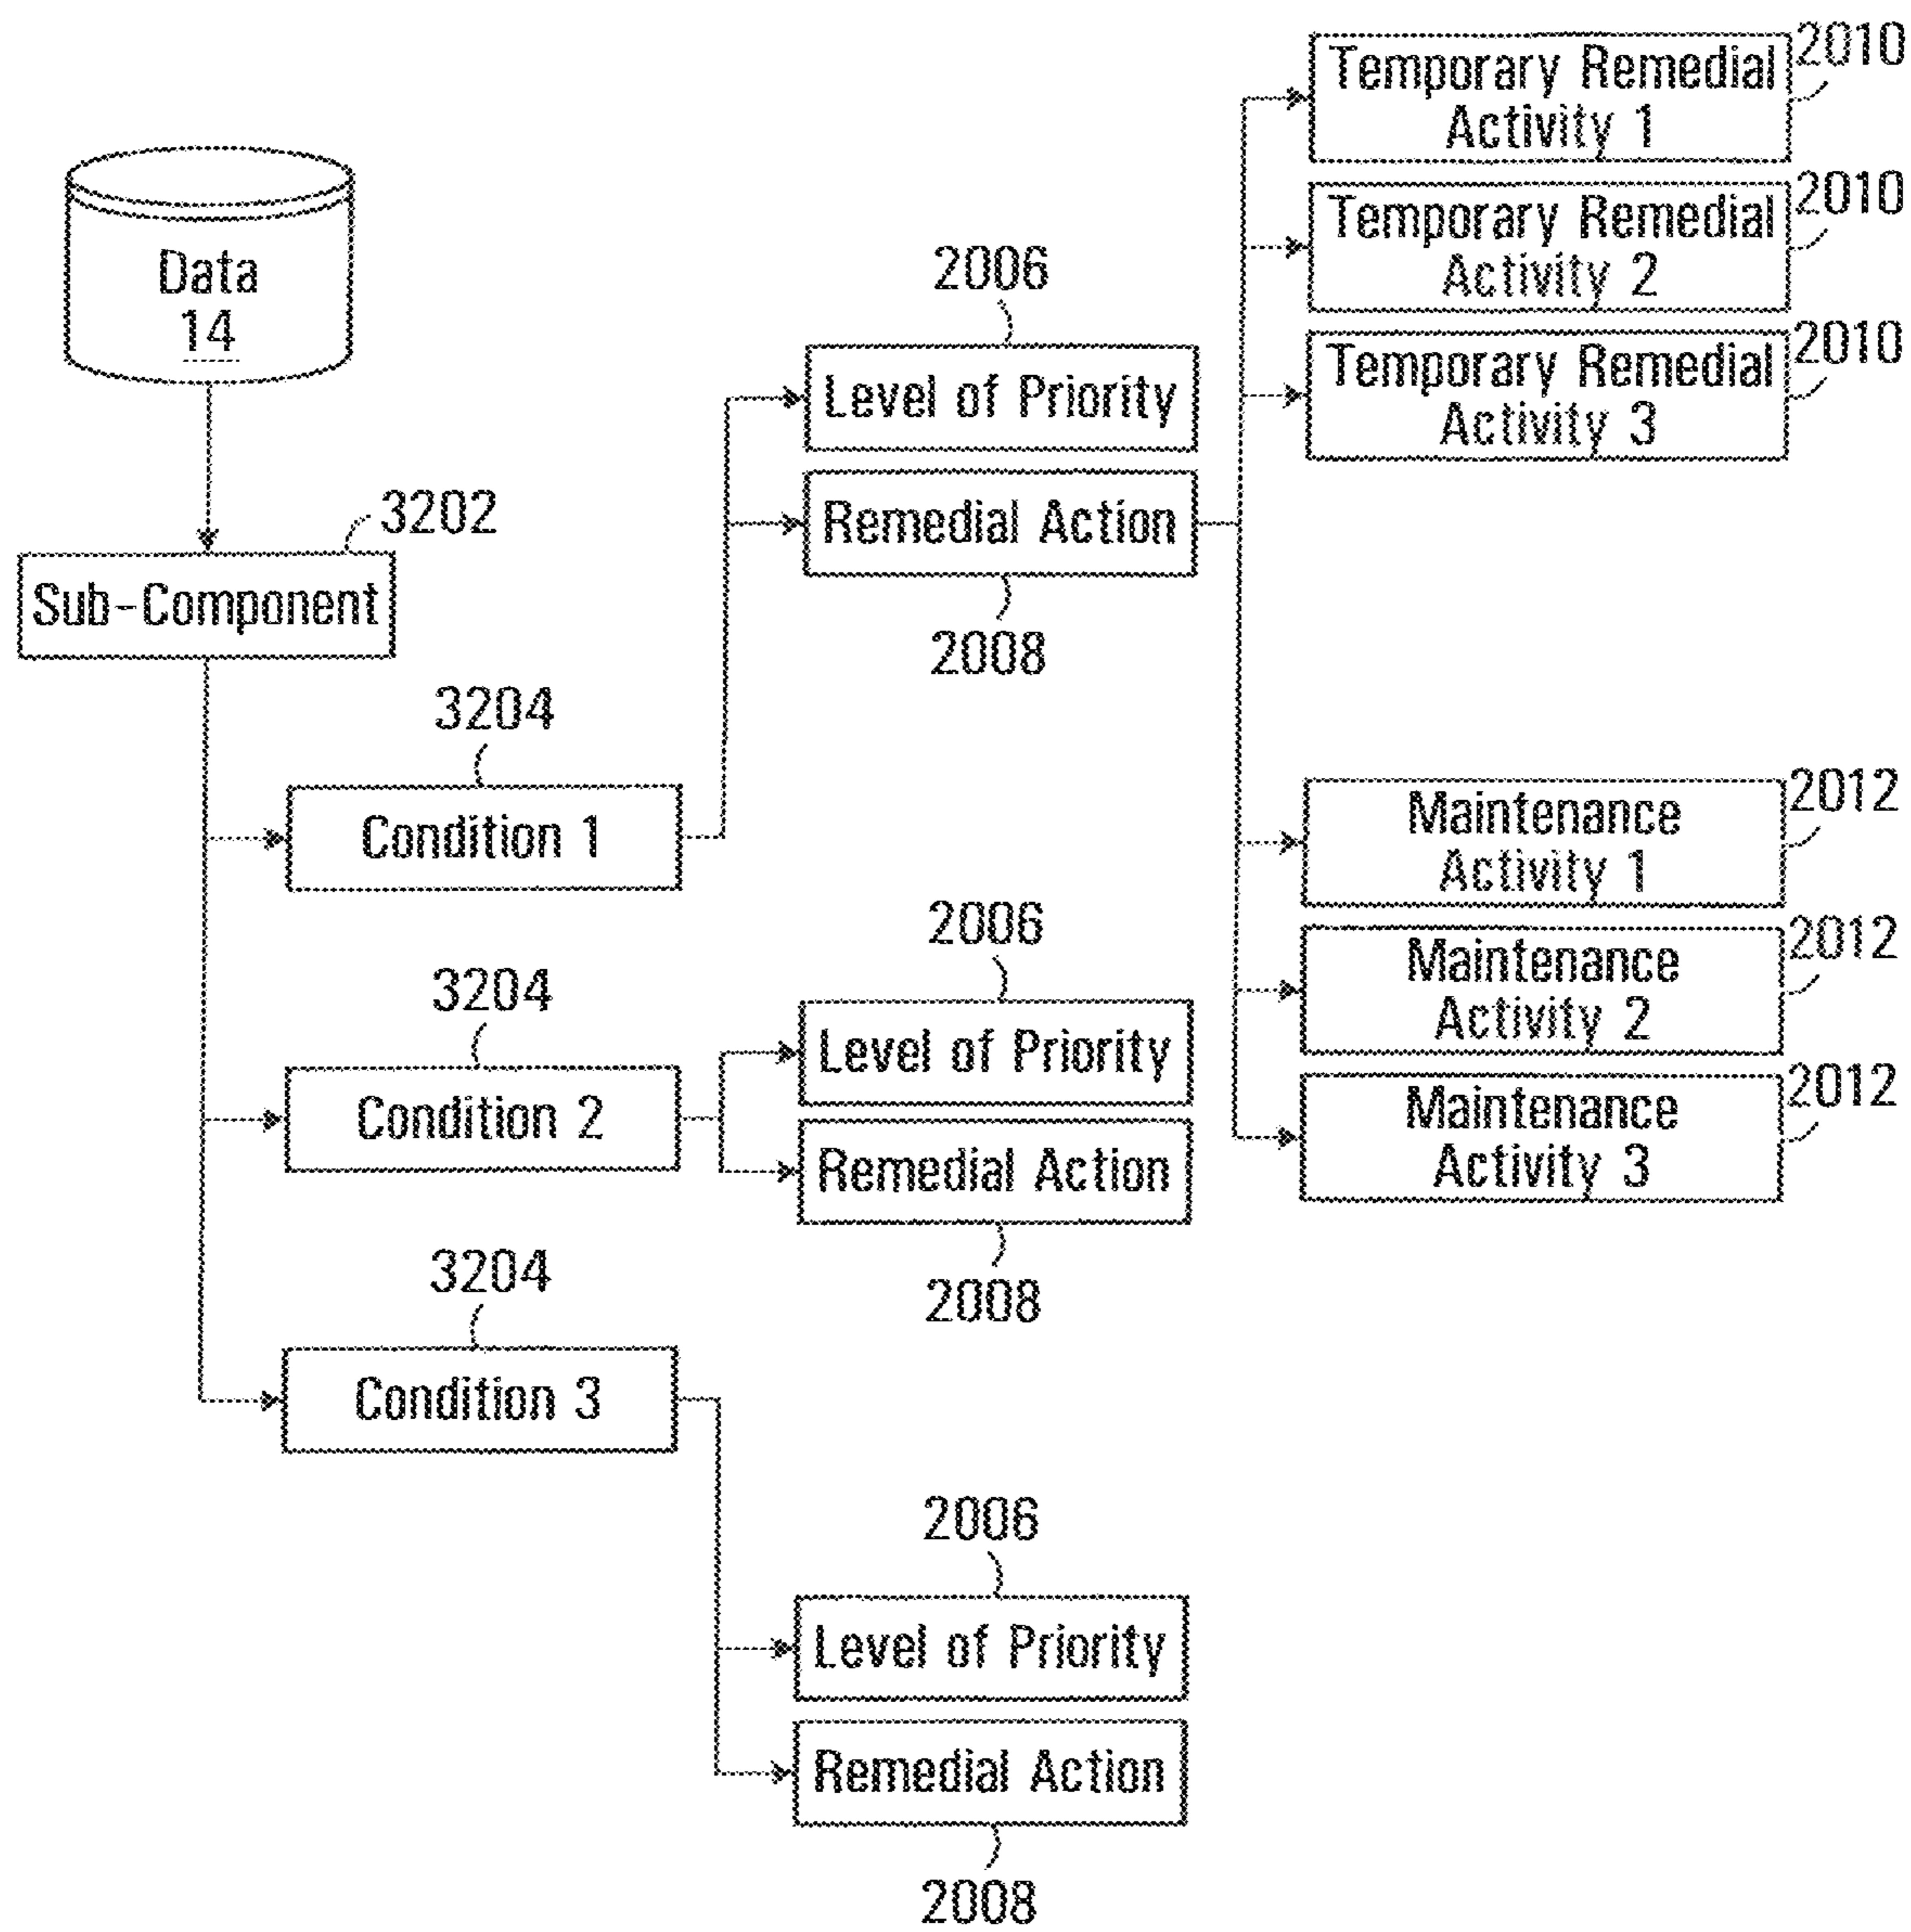 Data
14
3202
Sub-Component
3204
Condition 1
3204
Condition 2
3204
Condition 3
2006
Level of Priority
Remedial Action
2008
2006
Level of Priority
Remedial Action
2008
2006
Level of Priority
Remedial Action
2008
Temporary Remedial
Activity 1
2010
Temporary Remedial
Activity 2
2010
Temporary Remedial
Activity 3
2010
Maintenance
Activity 1
2012
Maintenance
Activity 2
2012
Maintenance
Activity 3
2012